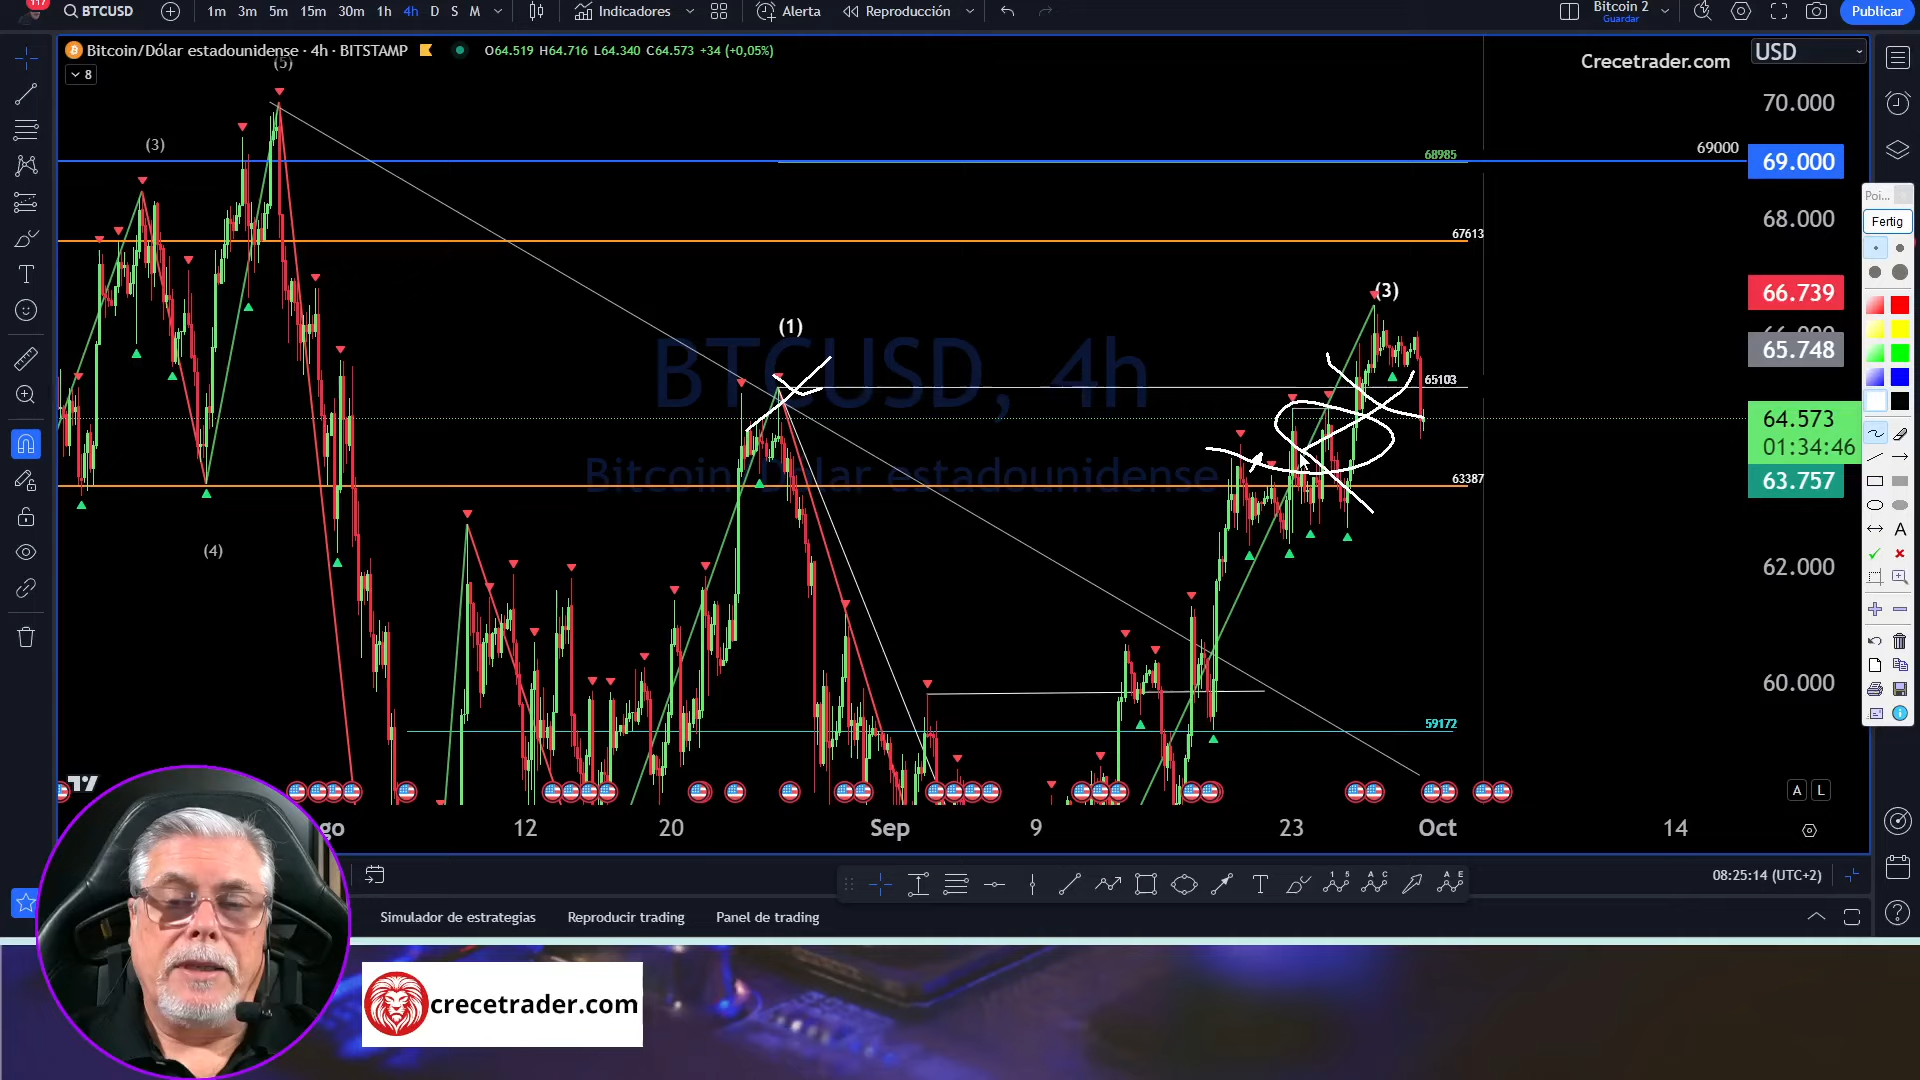 BTCUSD
1m 3m 5m 15m 30m 1h 4h D S M
Indicadores
Alerta
Reproducción
Bitcoin 2
Guardar
Publicar
Bitcoin/Dólar estadounidense · 4h · BITSTAMP
O64.519 H64.716 L64.340 C64.573 +34 (+0,05%)
8
Crecetrader.com
USD
70.000
(5)
(3)
68985
69000
69.000
68.000
67613
Fertig
66.739
(3)
(1)
65.748
BTCUSD, 4h
65103
64.573
01:34:46
Bitcoin/Dólar estadounidense
63387
63.757
(4)
62.000
60.000
59172
A L
go
12
20
Sep
9
23
Oct
14
08:25:14 (UTC+2)
Simulador de estrategias
Reproducir trading
Panel de trading
crecetrader.com